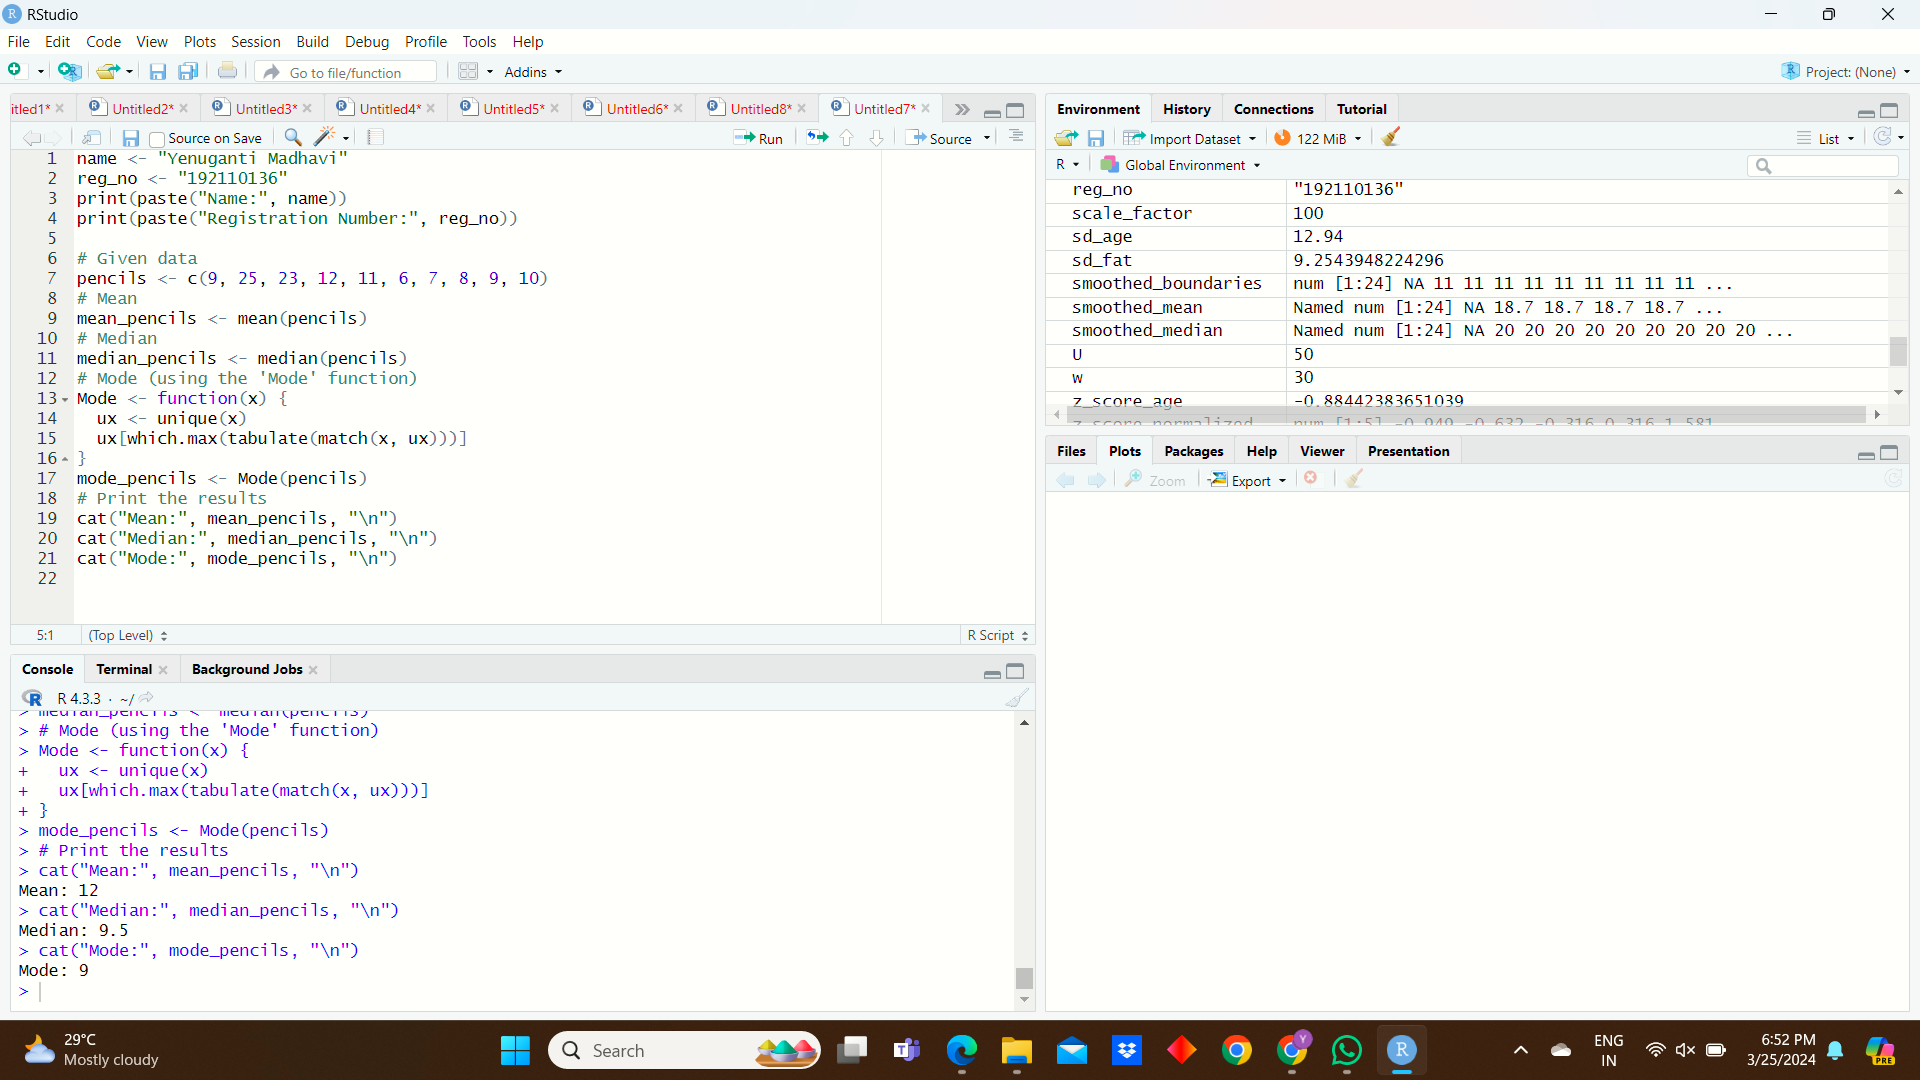 RStudio
File Edit Code View Plots Session Build Debug Profile Tools Help
Go to file/function Addins Project: (None)
itled1* Untitled2* Untitled3* Untitled4* Untitled5* Untitled6* Untitled8* Untitled7*
Source on Save Run Source
1 name <- "Yenuganti Madhavi"
2 reg_no <- "192110136"
3 print(paste("Name:", name))
4 print(paste("Registration Number:", reg_no))
5
6 # Given data
7 pencils <- c(9, 25, 23, 12, 11, 6, 7, 8, 9, 10)
8 # Mean
9 mean_pencils <- mean(pencils)
10 # Median
11 median_pencils <- median(pencils)
12 # Mode (using the 'Mode' function)
13 Mode <- function(x) {
14 ux <- unique(x)
15 ux[which.max(tabulate(match(x, ux)))]
16 }
17 mode_pencils <- Mode(pencils)
18 # Print the results
19 cat("Mean:", mean_pencils, "\n")
20 cat("Median:", median_pencils, "\n")
21 cat("Mode:", mode_pencils, "\n")
22
5:1 (Top Level) R Script
Console Terminal Background Jobs
R 4.3.3 · ~/
> median_pencils <- median(pencils)
> # Mode (using the 'Mode' function)
> Mode <- function(x) {
+ ux <- unique(x)
+ ux[which.max(tabulate(match(x, ux)))]
+ }
> mode_pencils <- Mode(pencils)
> # Print the results
> cat("Mean:", mean_pencils, "\n")
Mean: 12
> cat("Median:", median_pencils, "\n")
Median: 9.5
> cat("Mode:", mode_pencils, "\n")
Mode: 9
>
Environment History Connections Tutorial
Import Dataset 122 MiB List
R Global Environment
reg_no "192110136"
scale_factor 100
sd_age 12.94
sd_fat 9.2543948224296
smoothed_boundaries num [1:24] NA 11 11 11 11 11 11 11 11 11 ...
smoothed_mean Named num [1:24] NA 18.7 18.7 18.7 18.7 ...
smoothed_median Named num [1:24] NA 20 20 20 20 20 20 20 20 20 ...
U 50
w 30
z_score_age -0.88442383651039
z_score_normalized num [1:5] -0.949 -0.632 -0.316 0.316 1.581
Files Plots Packages Help Viewer Presentation
Zoom Export
29°C
Mostly cloudy
Search
ENG
IN
6:52 PM
3/25/2024
PRE